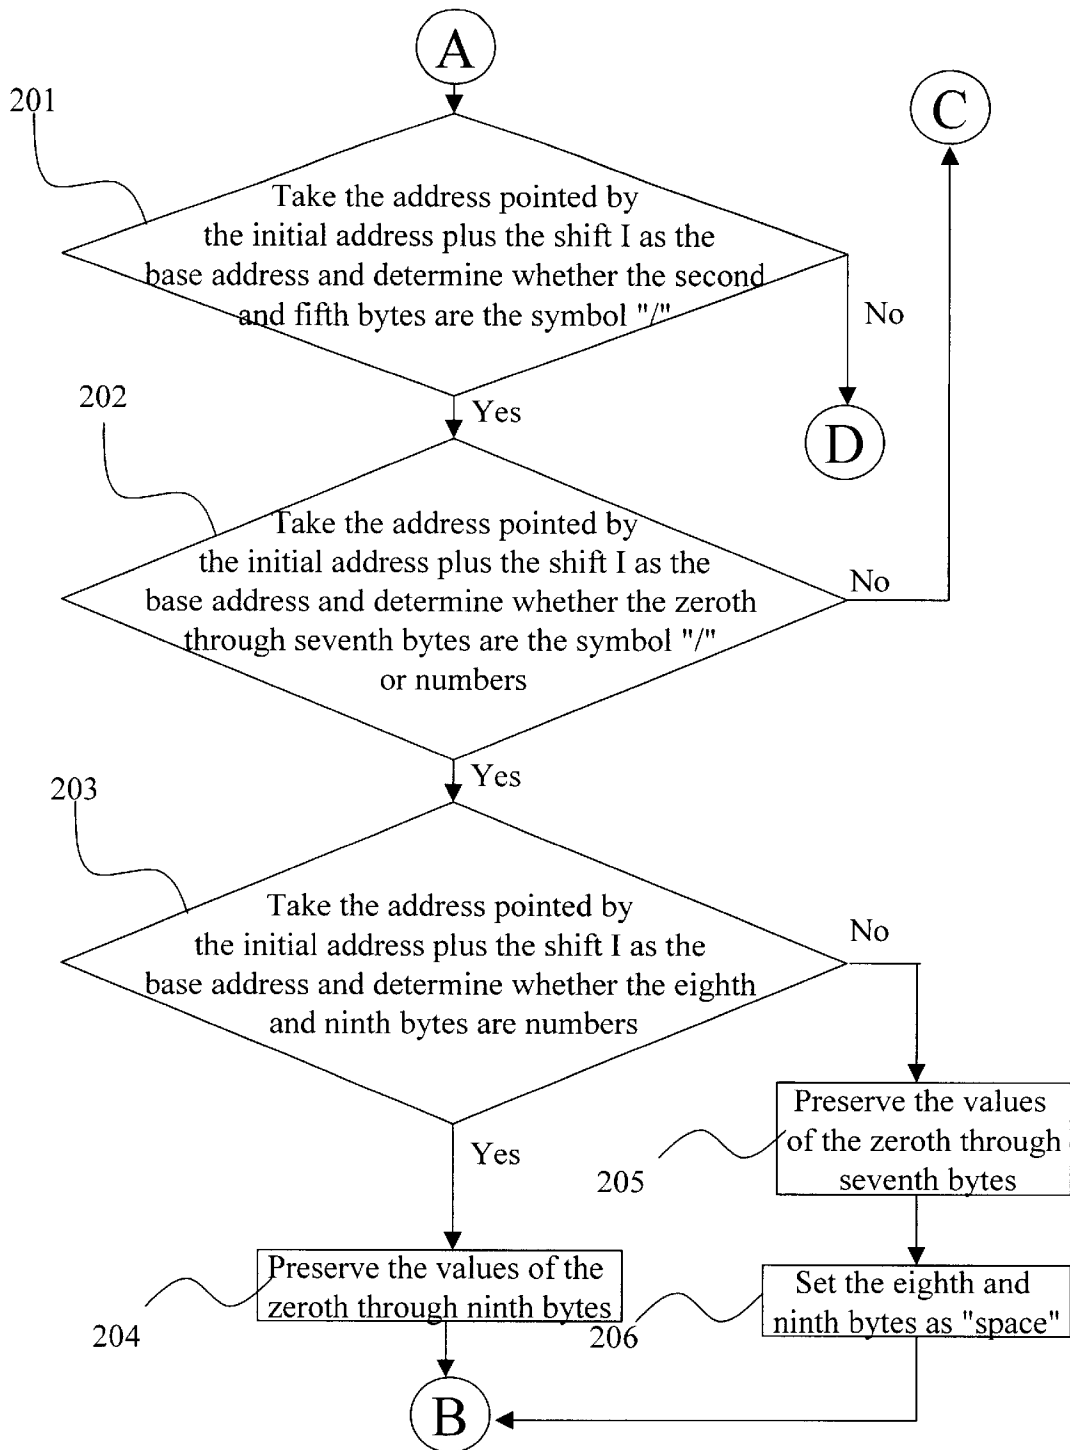 A
201
C
Take the address pointed by
the initial address plus the shift I as the
base address and determine whether the second
and fifth bytes are the symbol "/"
No
202
Yes
D
Take the address pointed by
the initial address plus the shift I as the
base address and determine whether the zeroth
through seventh bytes are the symbol "/"
or numbers
No
Yes
203
Take the address pointed by
the initial address plus the shift I as the
base address and determine whether the eighth
and ninth bytes are numbers
No
Yes
Preserve the values
of the zeroth through
seventh bytes
205
Preserve the values of the
zeroth through ninth bytes
204
Set the eighth and
ninth bytes as "space"
206
B